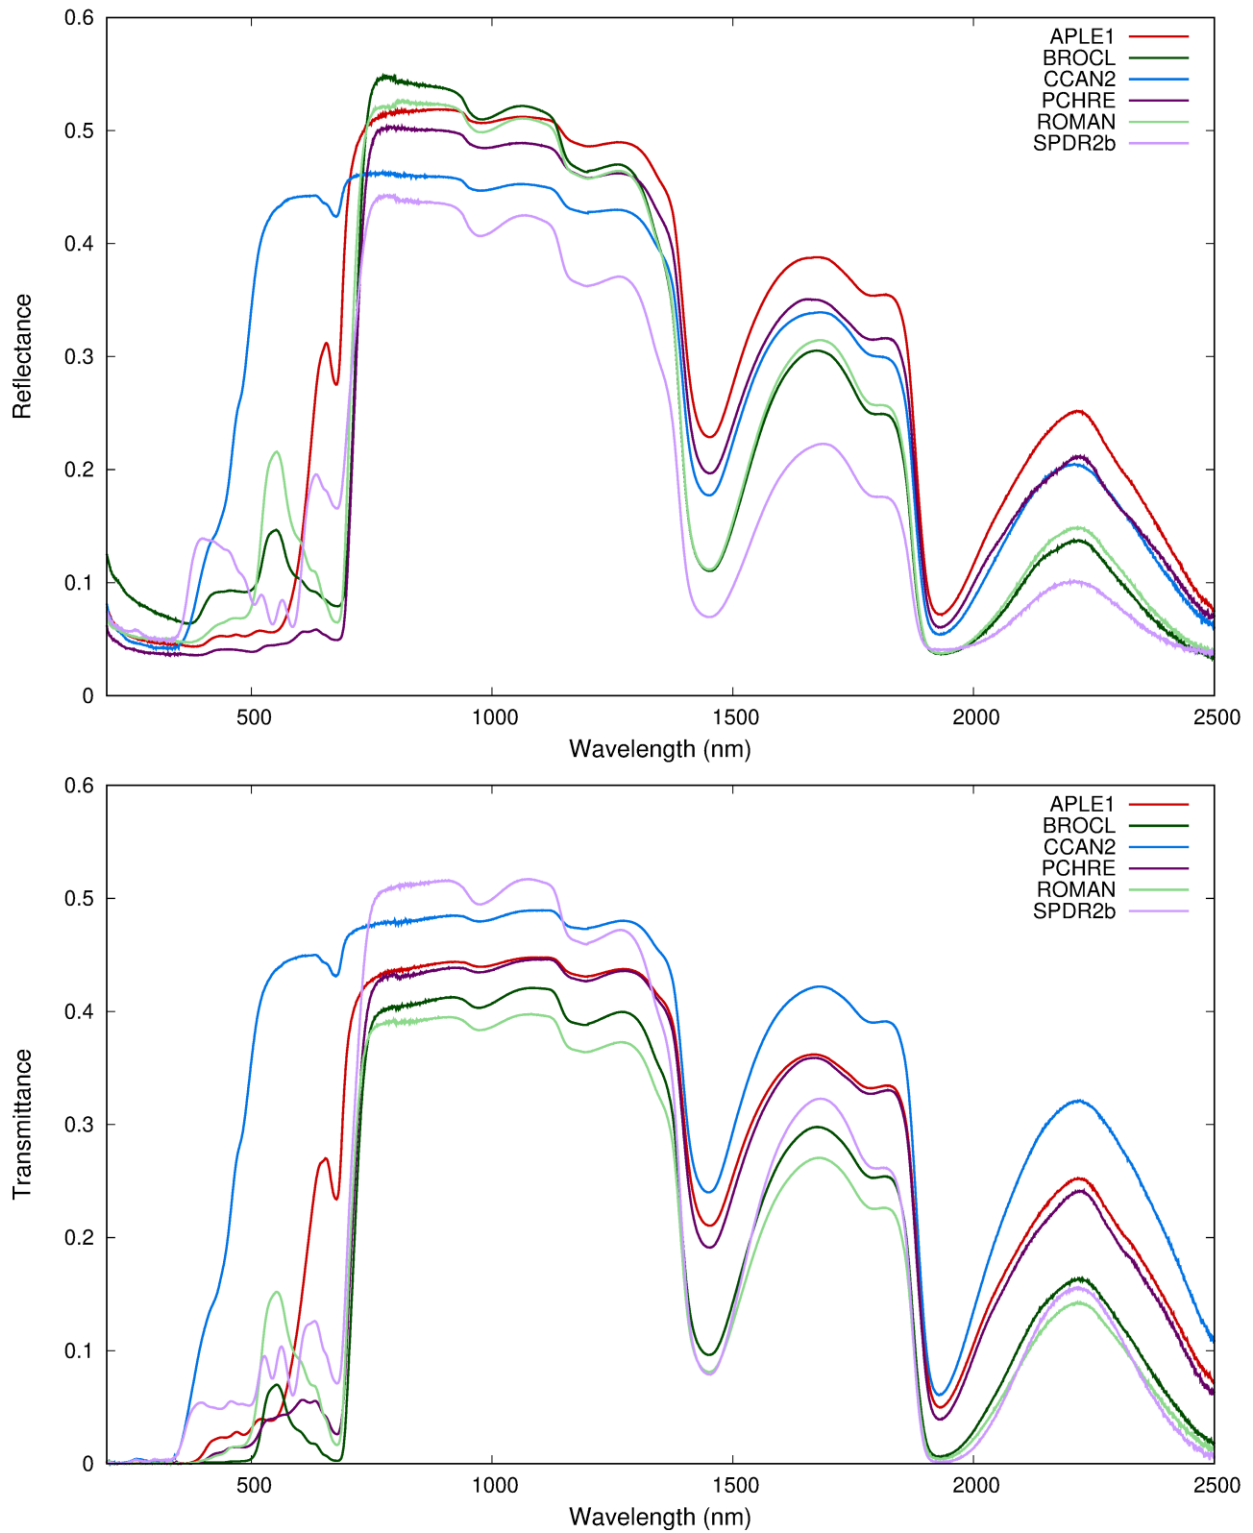 0.6
0.5
0.4
0.3
0.2
0.1
0
Reflectance
APLE1
BROCL
CCAN2
PCHRE
ROMAN
SPDR2b
500 1000 1500 2000 2500
Wavelength (nm)
0.6
0.5
0.4
0.3
0.2
0.1
0
Transmittance
APLE1
BROCL
CCAN2
PCHRE
ROMAN
SPDR2b
500 1000 1500 2000 2500
Wavelength (nm)